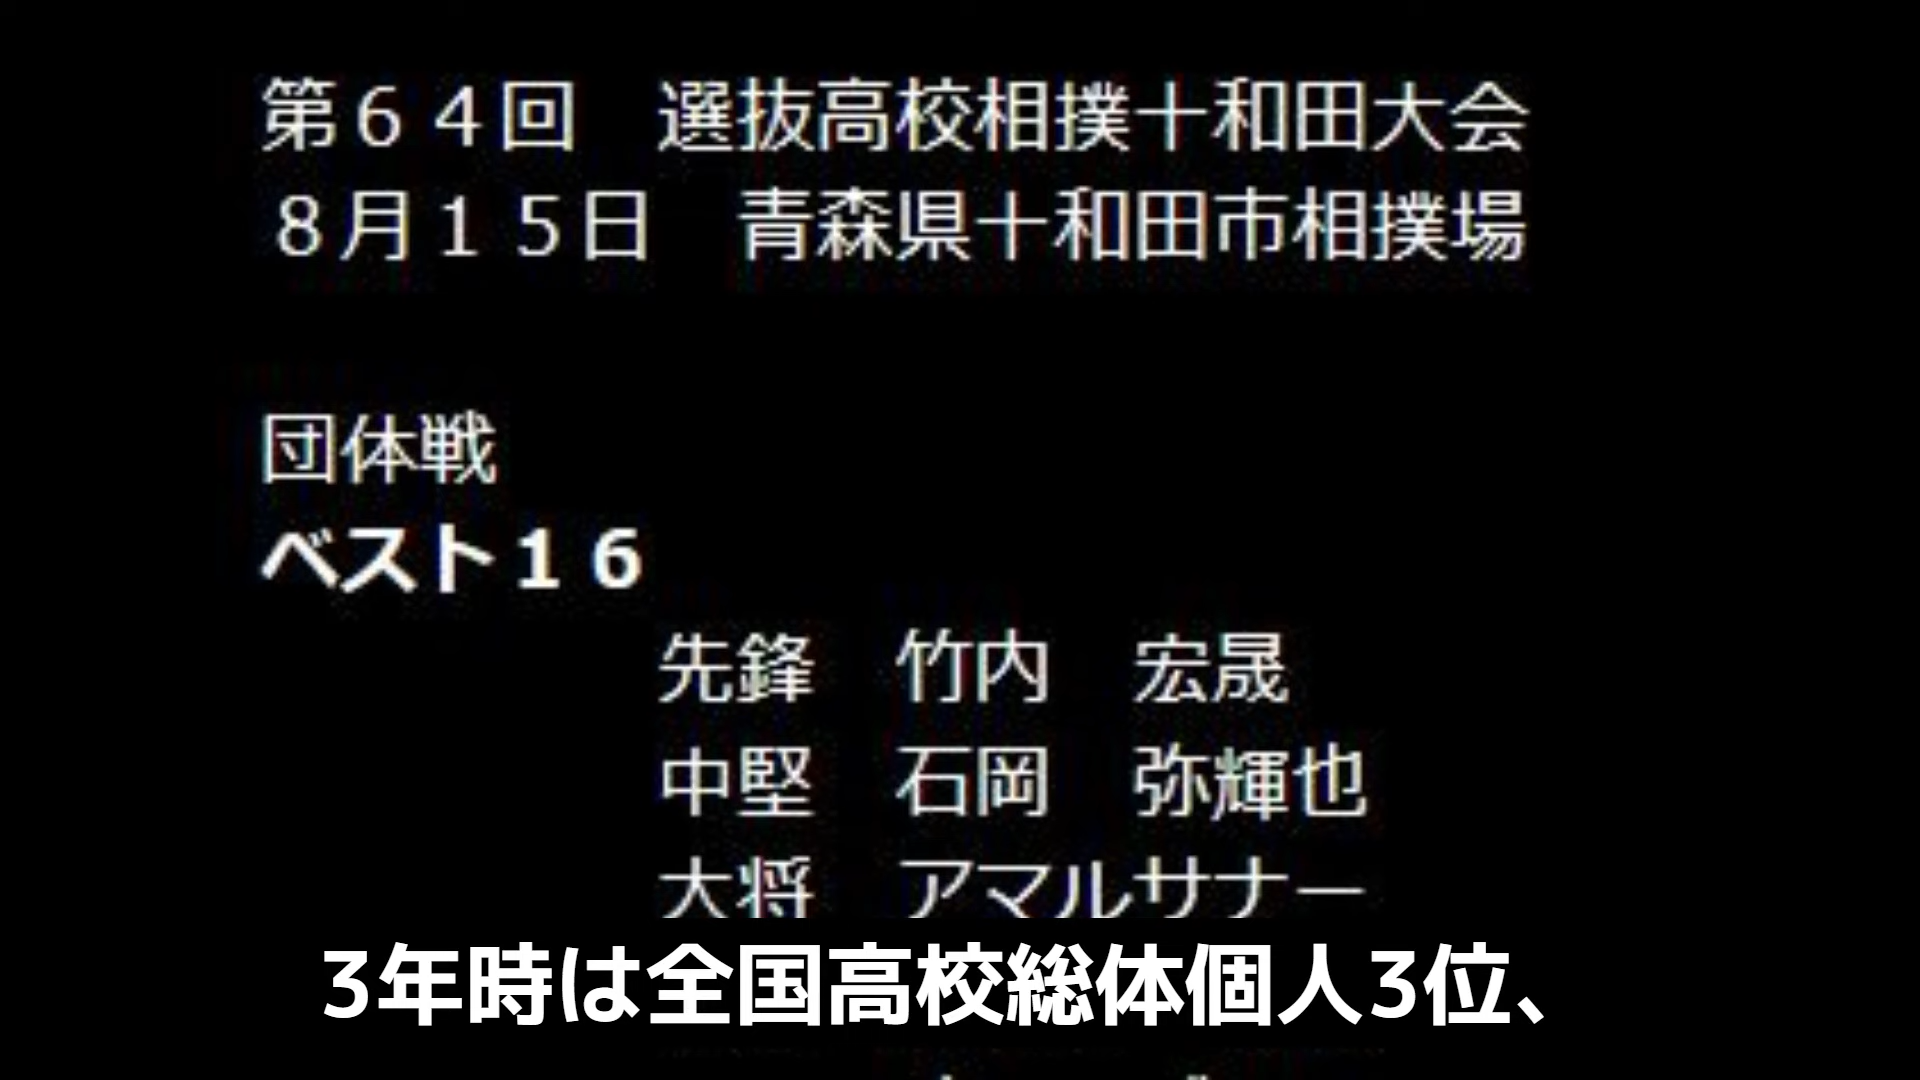 第６４回　選抜高校相撲十和田大会
８月１５日　青森県十和田市相撲場
団体戦
ベスト１６
先鋒　竹内　宏晟
中堅　石岡　弥輝也
大将　アマルサナー
3年時は全国高校総体個人3位、